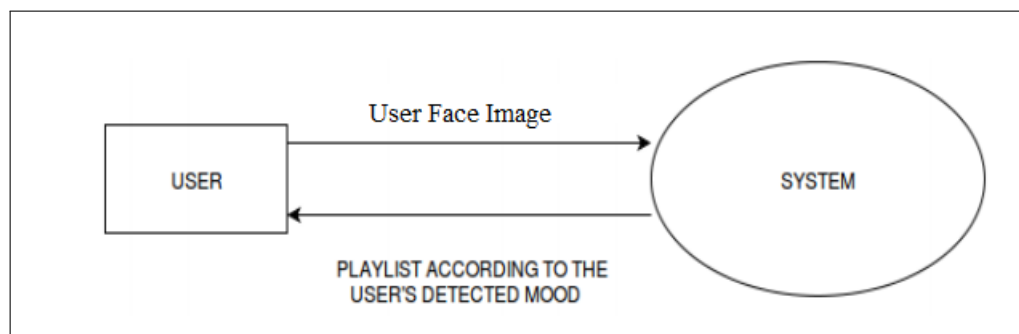 User Face Image
USER
SYSTEM
PLAYLIST ACCORDING TO THE
USER'S DETECTED MOOD